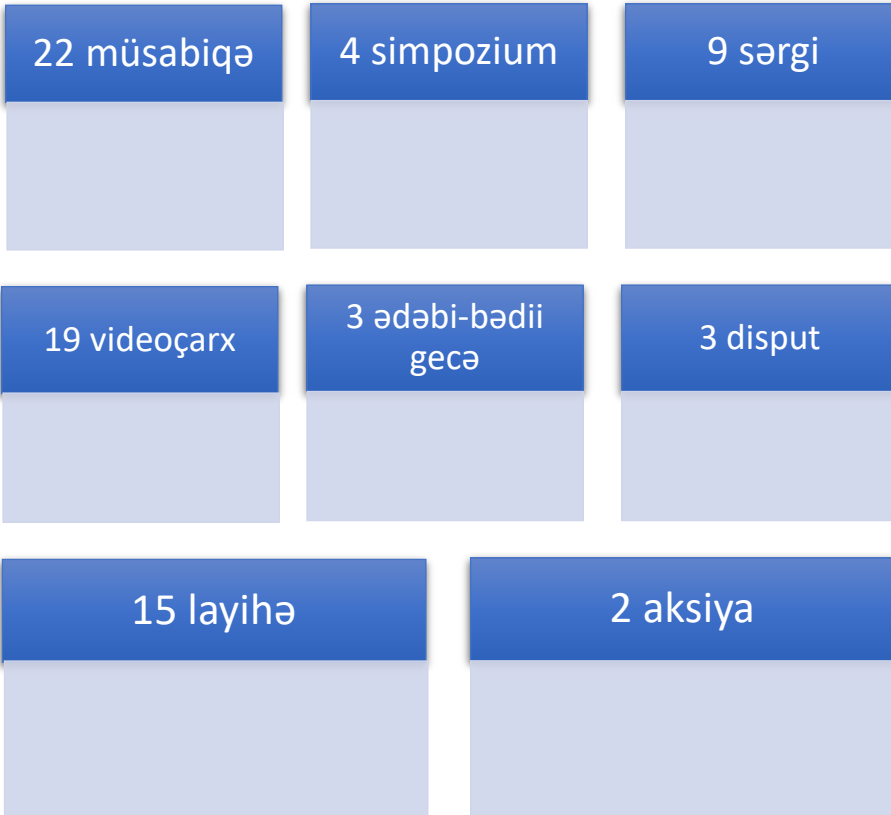 22 müsabiqə
4 simpozium
9 sərgi
19 videoçarx
3 ədəbi-bədii
gecə
3 disput
15 layihə
2 aksiya